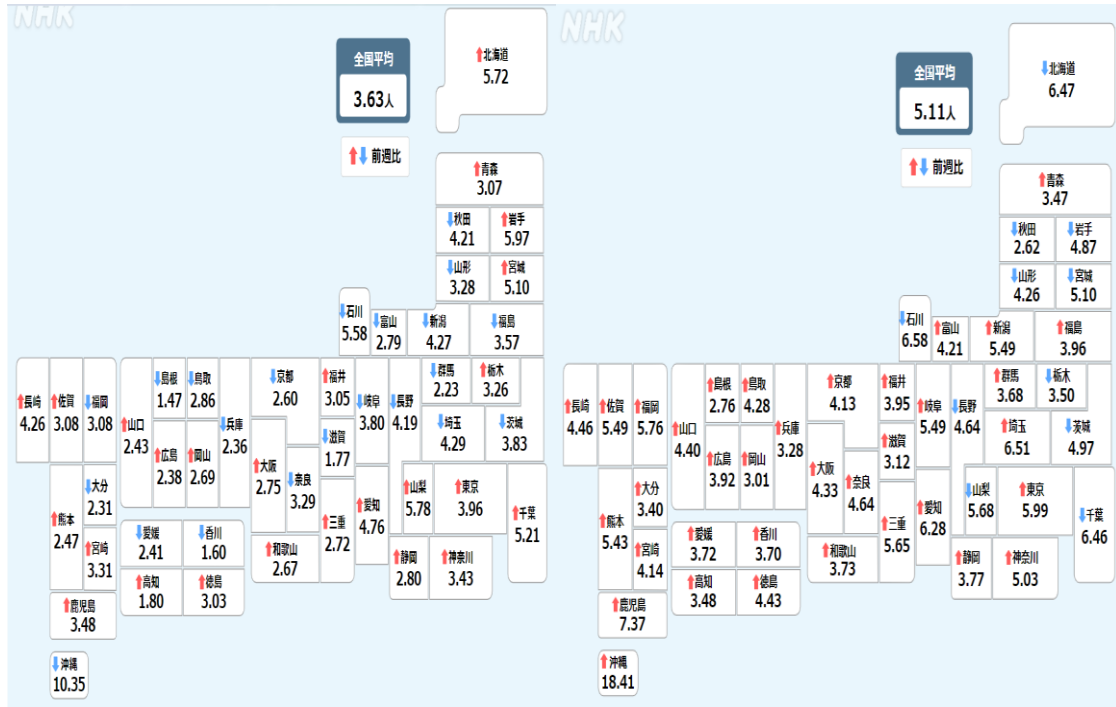 NHK
全国平均
3.63人
↑↓前週比
↑北海道
5.72
↑青森
3.07
↓秋田
4.21
↑岩手
5.97
↓山形
3.28
↑宮城
5.10
↓石川
5.58
↓富山
2.79
↓新潟
4.27
↓福島
3.57
↑長崎
4.26
↑佐賀
3.08
↓福岡
3.08
↑山口
2.43
↓島根
1.47
↓鳥取
2.86
↓兵庫
2.36
↓京都
2.60
↑福井
3.05
↓岐阜
3.80
↓長野
4.19
↓群馬
2.23
↑栃木
3.26
↓埼玉
4.29
↓茨城
3.83
↑広島
2.38
↑岡山
2.69
↑大阪
2.75
↓奈良
3.29
↓滋賀
1.77
↑三重
2.72
↑愛知
4.76
↑山梨
5.78
↑東京
3.96
↑千葉
5.21
↑静岡
2.80
↑神奈川
3.43
↑熊本
2.47
↓大分
2.31
↑宮崎
3.31
↓愛媛
2.41
↓香川
1.60
↑高知
1.80
↑徳島
3.03
↑和歌山
2.67
↑鹿児島
3.48
↓沖縄
10.35
NHK
全国平均
5.11人
↑↓前週比
↓北海道
6.47
↑青森
3.47
↓秋田
2.62
↓岩手
4.87
↓山形
4.26
↓宮城
5.10
↓石川
6.58
↑富山
4.21
↑新潟
5.49
↑福島
3.96
↑長崎
4.46
↑佐賀
5.49
↑福岡
5.76
↑山口
4.40
↑島根
2.76
↑鳥取
4.28
↑兵庫
3.28
↑京都
4.13
↑福井
3.95
↑岐阜
5.49
↓長野
4.64
↑群馬
3.68
↓栃木
3.50
↑埼玉
6.51
↓茨城
4.97
↑広島
3.92
↑岡山
3.01
↑大阪
4.33
↑奈良
4.64
↑滋賀
3.12
↑三重
5.65
↑愛知
6.28
↓山梨
5.68
↑東京
5.99
↓千葉
6.46
↑静岡
3.77
↑神奈川
5.03
↑熊本
5.43
↑大分
3.40
↑宮崎
4.14
↑愛媛
3.72
↑香川
3.70
↑高知
3.48
↑徳島
4.43
↑和歌山
3.73
↑鹿児島
7.37
↑沖縄
18.41